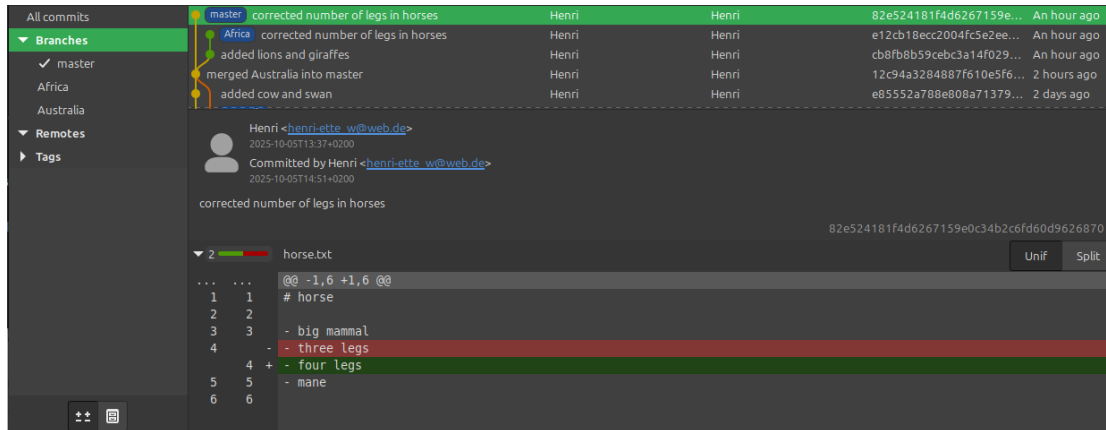 All commits
Branches
master
Africa
Australia
Remotes
Tags
master corrected number of legs in horses Henri Henri 82e524181f4d6267159e... An hour ago
Africa corrected number of legs in horses Henri Henri e12cb18ecc2004fc5e2ee... An hour ago
added lions and giraffes Henri Henri cb8fb8b59cebc3a14f029... An hour ago
merged Australia into master Henri Henri 12c94a3284887f610e5f6... 2 hours ago
added cow and swan Henri Henri e85552a788e808a71379... 2 days ago
Henri <henri-ette_w@web.de>
2025-10-05T13:37+0200
Committed by Henri <henri-ette_w@web.de>
2025-10-05T14:51+0200
corrected number of legs in horses
82e524181f4d6267159e0c34b2c6fd60d9626870
2 horse.txt Unif Split
... ... @@ -1,6 +1,6 @@
1 1 # horse
2 2
3 3 - big mammal
4 - - three legs
4 + - four legs
5 5 - mane
6 6